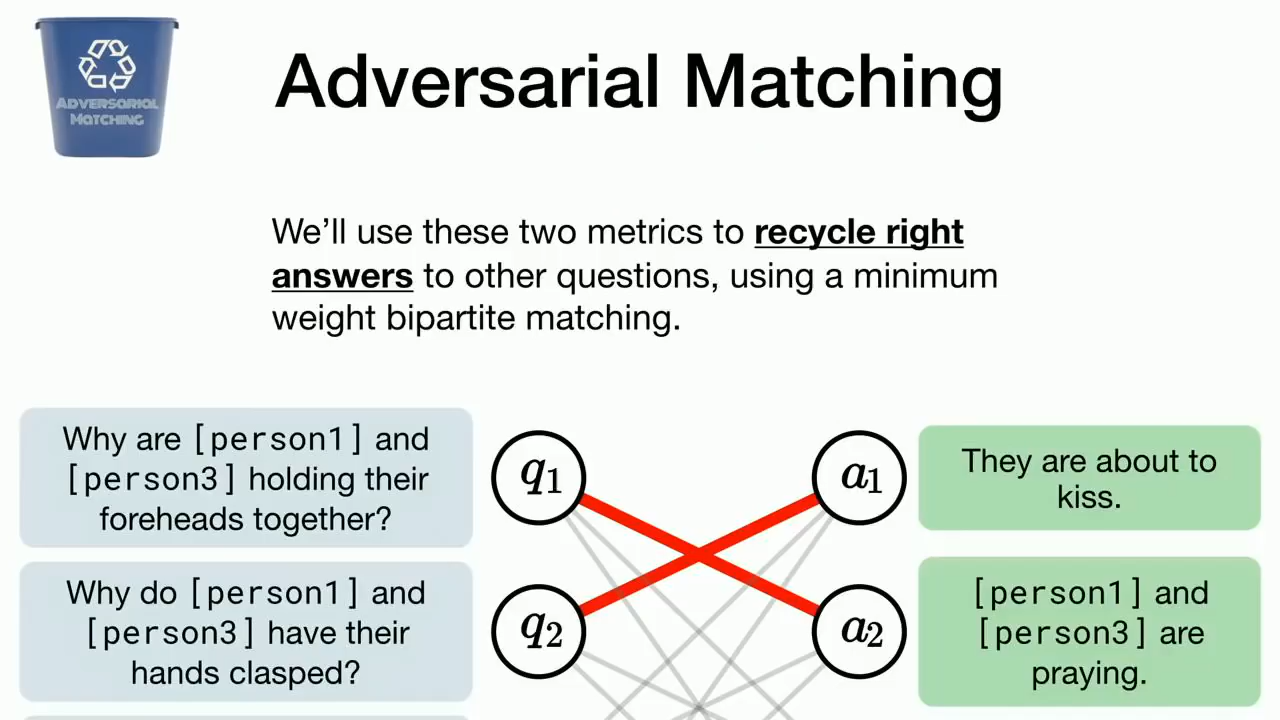 ADVERSARIAL
MATCHING
Adversarial Matching
We'll use these two metrics to recycle right
answers to other questions, using a minimum
weight bipartite matching.
Why are [person1] and
[person3] holding their
foreheads together?
q1
a1
They are about to
kiss.
Why do [person1] and
[person3] have their
hands clasped?
q2
a2
[person1] and
[person3] are
praying.